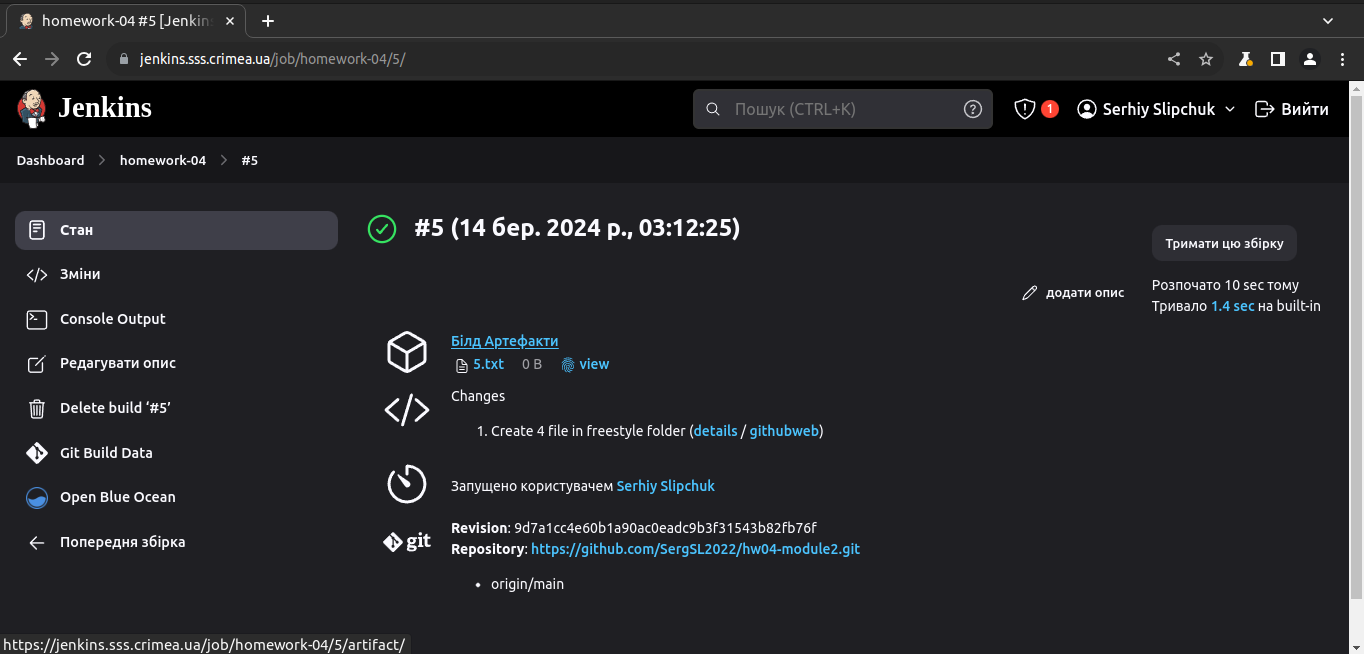 homework-04 #5 [Jenkin
jenkins.sss.crimea.ua/job/homework-04/5/
Jenkins
Пошук (CTRL+K)
1
Serhiy Slipchuk
Вийти
Dashboard
homework-04
#5
Стан
Зміни
Console Output
Редагувати опис
Delete build ‘#5’
Git Build Data
Open Blue Ocean
Попередня збірка
#5 (14 бер. 2024 р., 03:12:25)
Тримати цю збірку
додати опис
Розпочато 10 sec тому
Тривало 1.4 sec на built-in
Білд Артефакти
5.txt 0 B view
Changes
1. Create 4 file in freestyle folder (details / githubweb)
Запущено користувачем Serhiy Slipchuk
git
Revision: 9d7a1cc4e60b1a90ac0eadc9b3f31543b82fb76f
Repository: https://github.com/SergSL2022/hw04-module2.git
• origin/main
https://jenkins.sss.crimea.ua/job/homework-04/5/artifact/